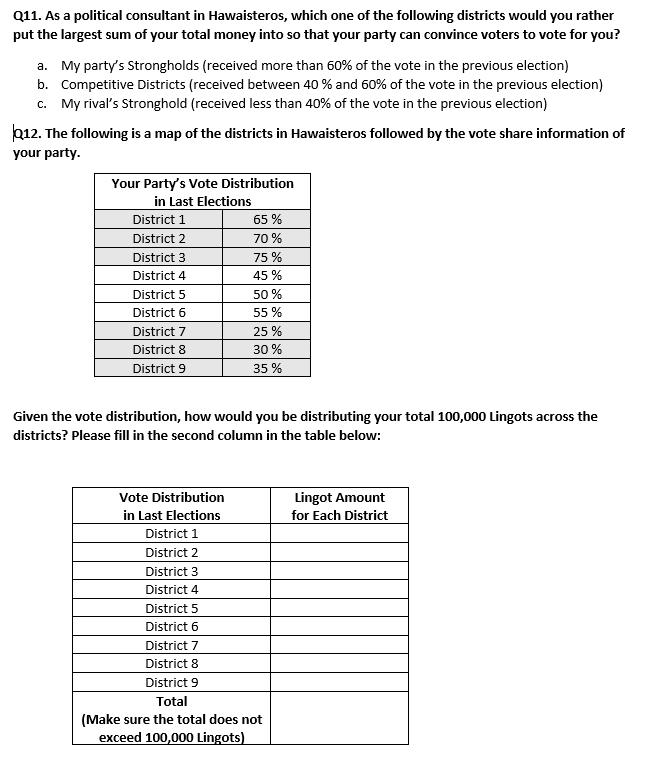 Q11. As a political consultant in Hawaisteros, which one of the following districts would you rather
put the largest sum of your total money into so that your party can convince voters to vote for you?
a. My party's Strongholds (received more than 60% of the vote in the previous election)
b. Competitive Districts (received between 40 % and 60% of the vote in the previous election)
c. My rival's Stronghold (received less than 40% of the vote in the previous election)
Q12. The following is a map of the districts in Hawaisteros followed by the vote share information of
your party.
Your Party's Vote Distribution
in Last Elections
District 1 65 %
District 2 70 %
District 3 75 %
District 4 45 %
District 5 50 %
District 6 55 %
District 7 25 %
District 8 30 %
District 9 35 %
Given the vote distribution, how would you be distributing your total 100,000 Lingots across the
districts? Please fill in the second column in the table below:
Vote Distribution Lingot Amount
in Last Elections for Each District
District 1
District 2
District 3
District 4
District 5
District 6
District 7
District 8
District 9
Total
(Make sure the total does not
exceed 100,000 Lingots)